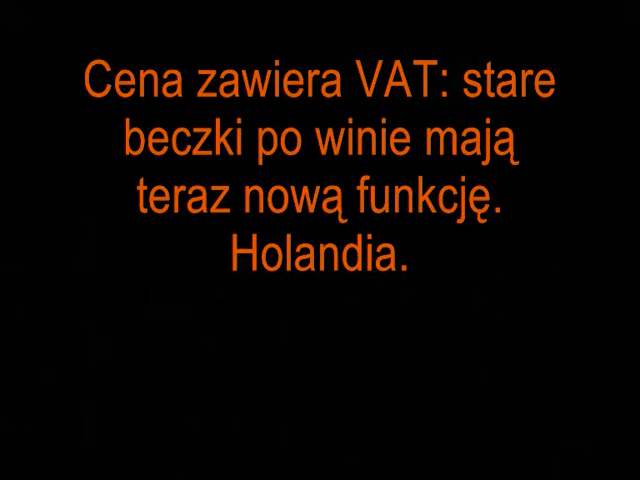 Cena zawiera VAT: stare
beczki po winie mają
teraz nową funkcję.
Holandia.